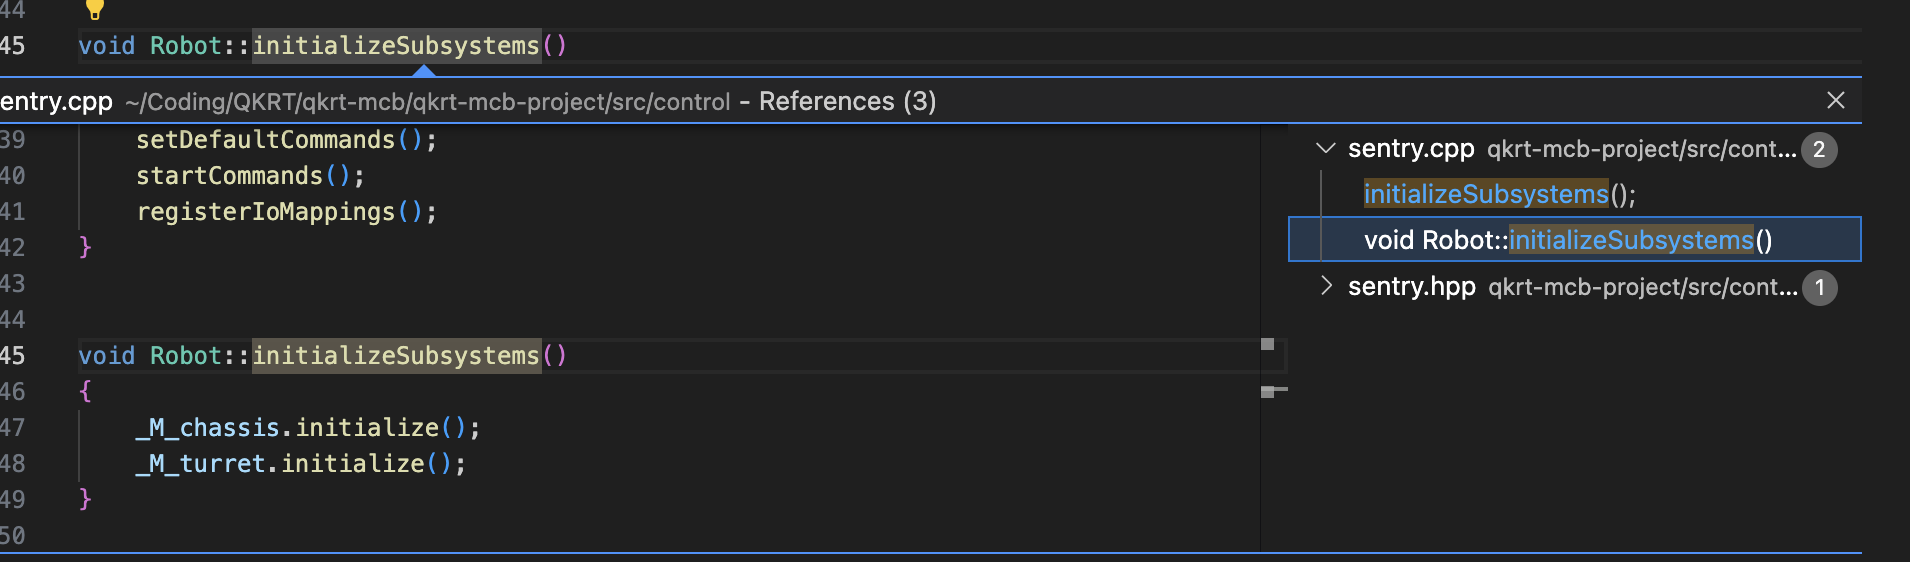 44
45 void Robot::initializeSubsystems()
entry.cpp ~/Coding/QKRT/qkrt-mcb/qkrt-mcb-project/src/control - References (3)
39 setDefaultCommands();
40 startCommands();
41 registerIoMappings();
42 }
43
44
45 void Robot::initializeSubsystems()
46 {
47 _M_chassis.initialize();
48 _M_turret.initialize();
49 }
50
sentry.cpp qkrt-mcb-project/src/cont... 2
initializeSubsystems();
void Robot::initializeSubsystems()
sentry.hpp qkrt-mcb-project/src/cont... 1